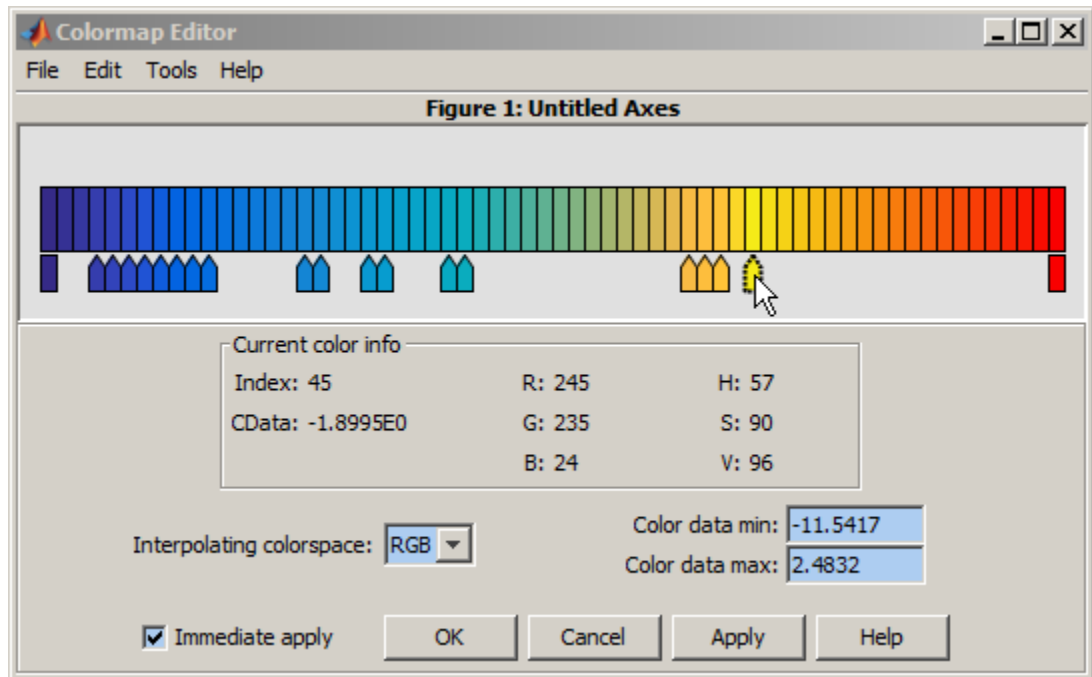 Colormap Editor
File Edit Tools Help
Figure 1: Untitled Axes
Current color info
Index: 45 R: 245 H: 57
CData: -1.8995E0 G: 235 S: 90
B: 24 V: 96
Interpolating colorspace: RGB
Color data min: -11.5417
Color data max: 2.4832
Immediate apply OK Cancel Apply Help